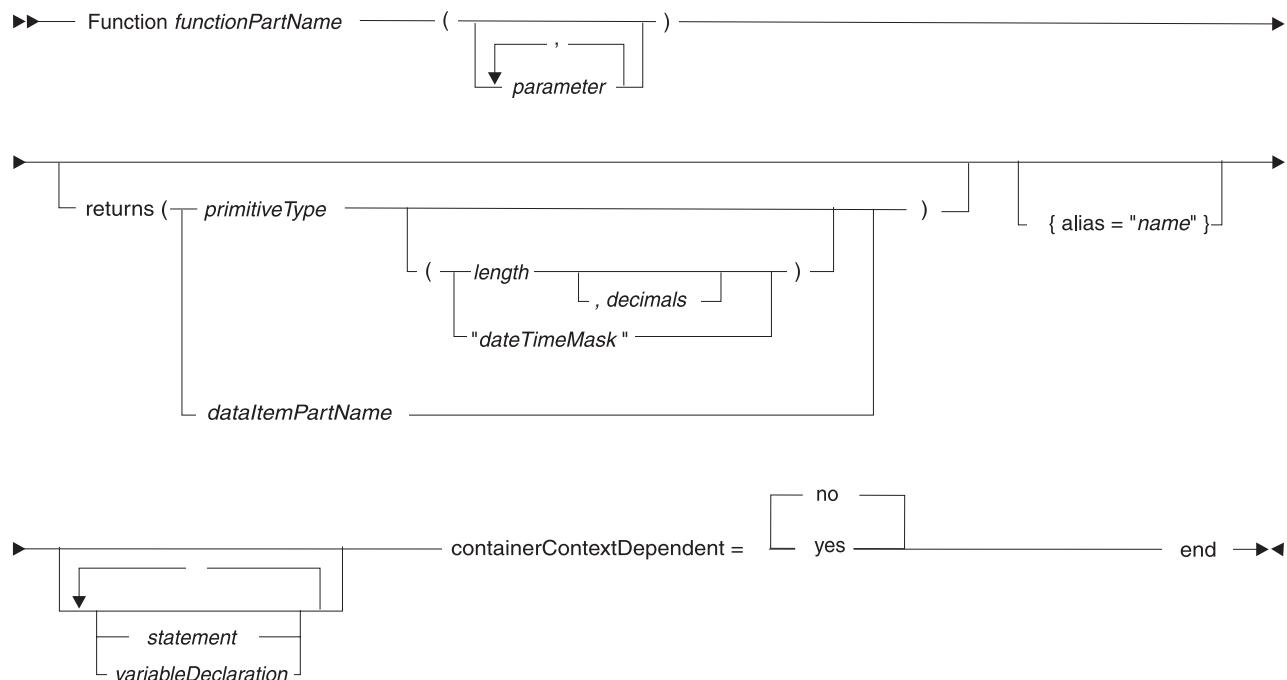 Function functionPartName ( , parameter )
returns ( primitiveType ( length , decimals "dateTimeMask" ) dataItemPartName ) { alias = "name" }
statement
variableDeclaration
containerContextDependent = no yes end